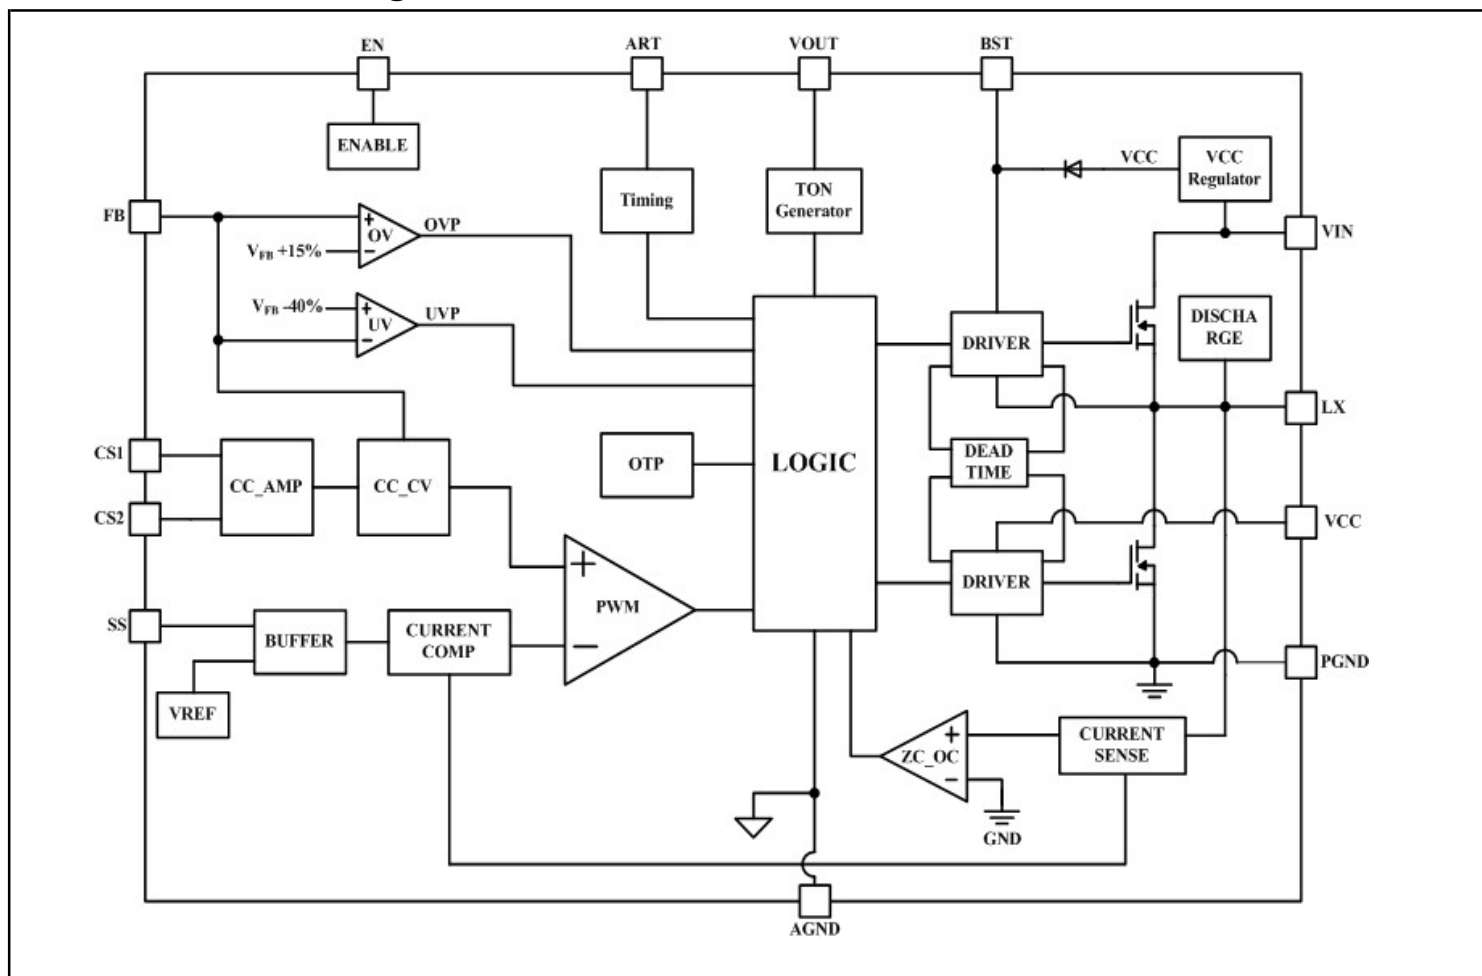 EN
ART
VOUT
BST
ENABLE
VCC
VCC
Regulator
Timing
TON
Generator
FB
+
OV
−
OVP
V_FB +15%
VIN
V_FB -40%
+
UV
−
UVP
DISCHA
RGE
DRIVER
LX
CS1
CC_AMP
CC_CV
OTP
LOGIC
DEAD
TIME
CS2
VCC
+
PWM
−
DRIVER
SS
BUFFER
CURRENT
COMP
PGND
VREF
+
ZC_OC
−
CURRENT
SENSE
GND
AGND